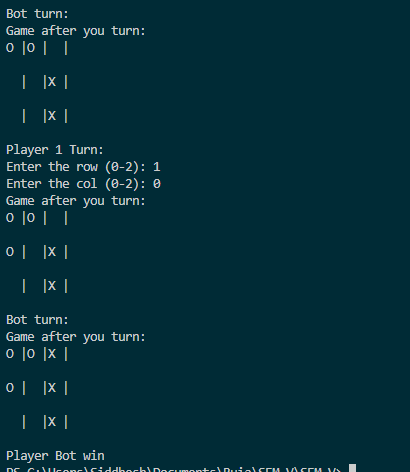 Bot turn:
Game after you turn:
O |O |  |
  |  |X |
  |  |X |
Player 1 Turn:
Enter the row (0-2): 1
Enter the col (0-2): 0
Game after you turn:
O |O |  |
O |  |X |
  |  |X |
Bot turn:
Game after you turn:
O |O |X |
O |  |X |
  |  |X |
Player Bot win
PS C:\Users\Siddhesh\Documents\Puja\SEM V\SEM V>